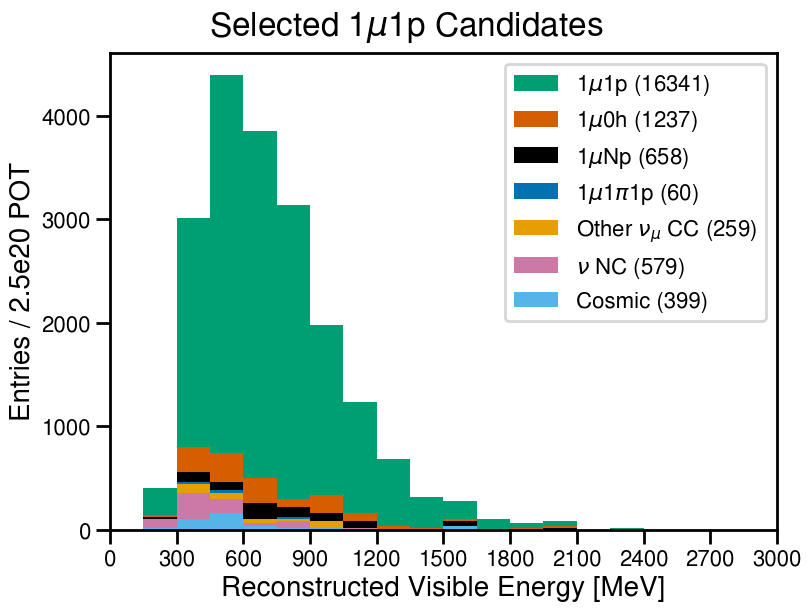 Selected 1μ1p Candidates
Entries / 2.5e20 POT
4000
3000
2000
1000
0
1μ1p (16341)
1μ0h (1237)
1μNp (658)
1μ1π1p (60)
Other νμ CC (259)
ν NC (579)
Cosmic (399)
0 300 600 900 1200 1500 1800 2100 2400 2700 3000
Reconstructed Visible Energy [MeV]